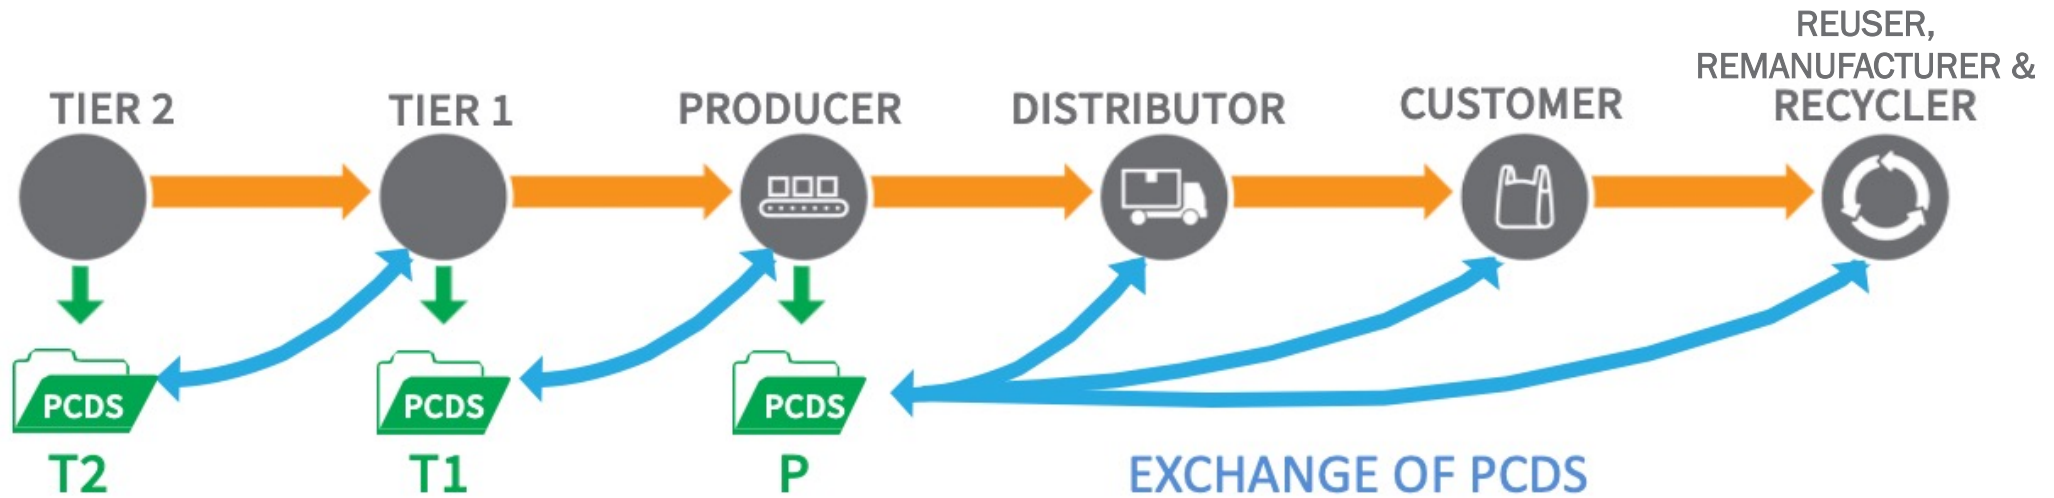 REUSER,
REMANUFACTURER &
RECYCLER
TIER 2
TIER 1
PRODUCER
DISTRIBUTOR
CUSTOMER
PCDS
PCDS
PCDS
T2
T1
P
EXCHANGE OF PCDS